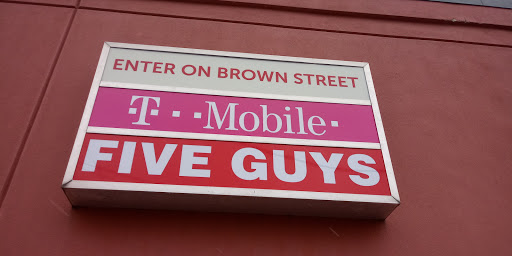 ENTER ON BROWN STREET
T··Mobile·
FIVE GUYS